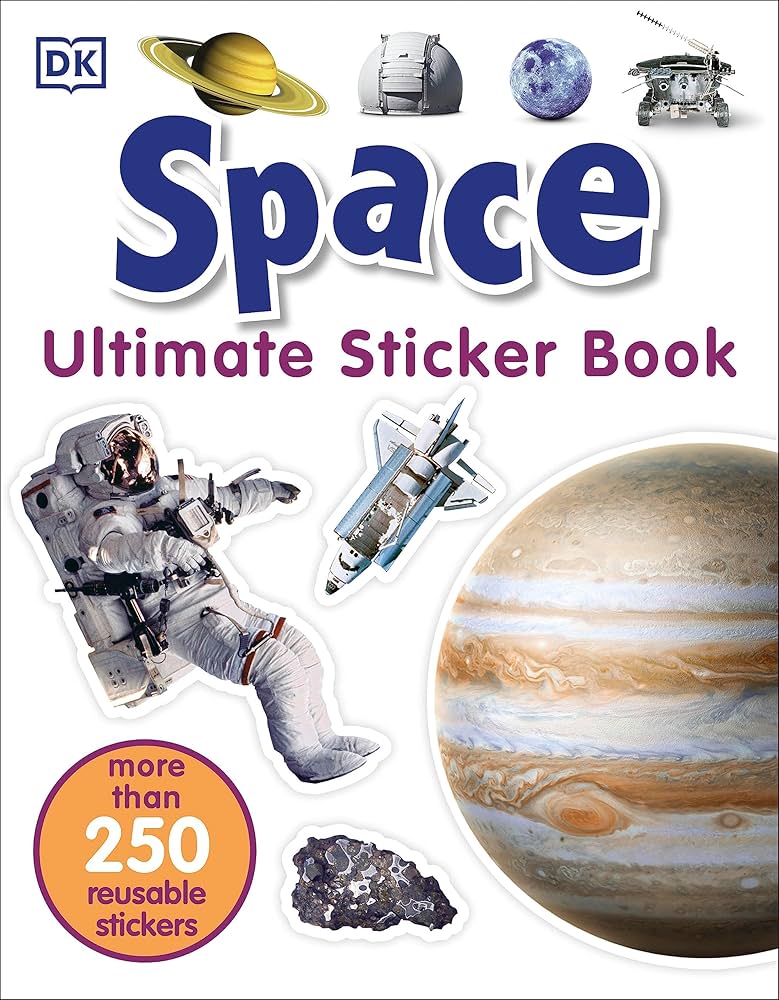 DK
Space
Ultimate Sticker Book
more
than
250
reusable
stickers